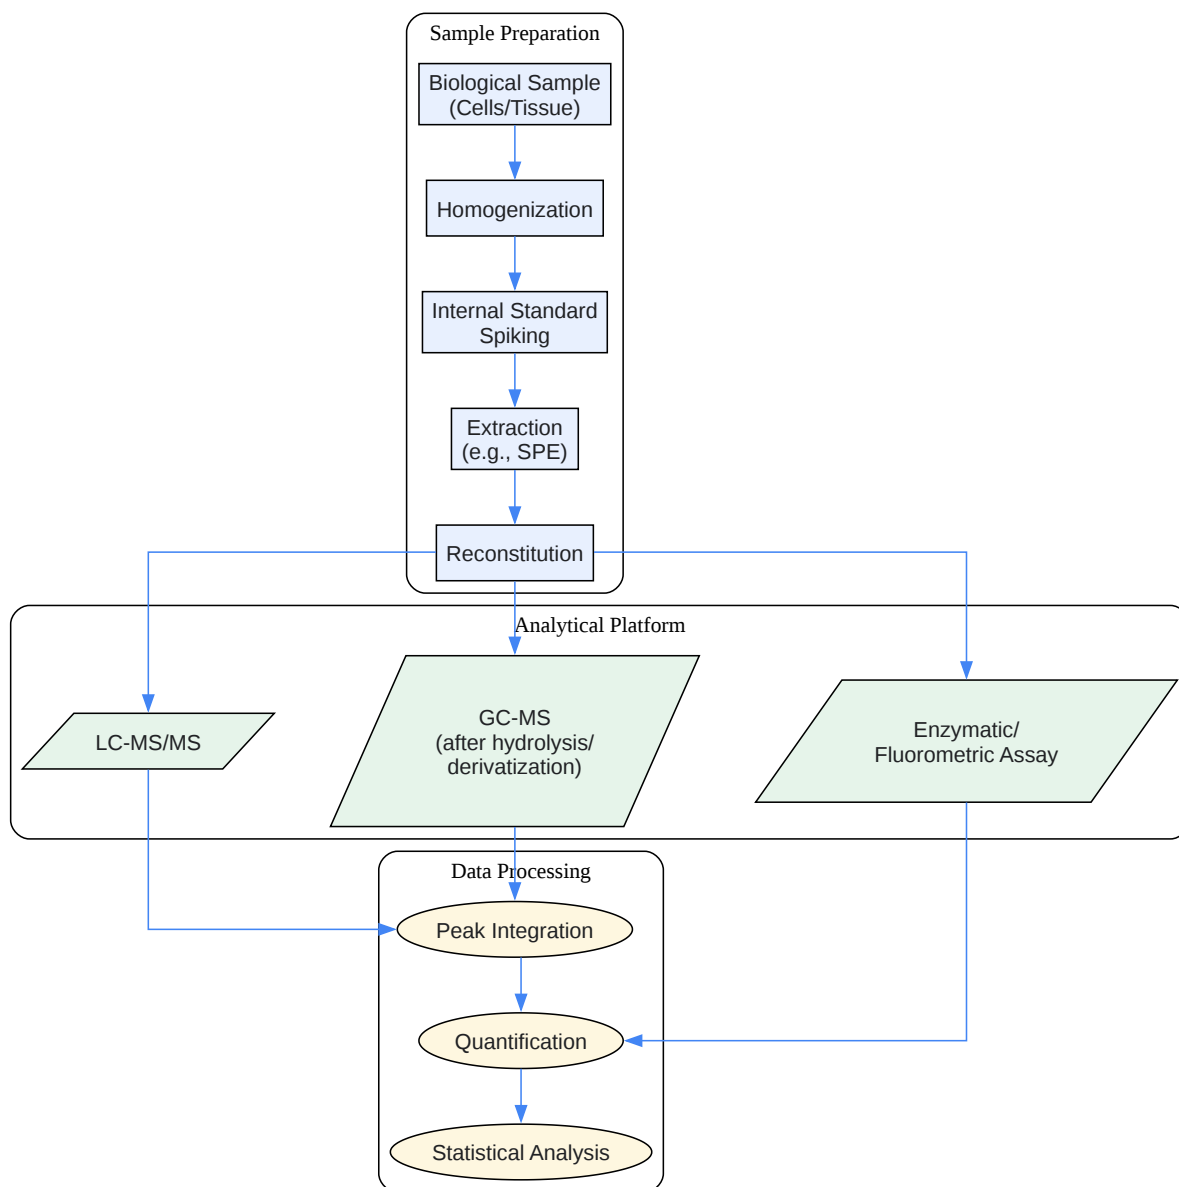 Sample Preparation
Biological Sample
(Cells/Tissue)
Homogenization
Internal Standard
Spiking
Extraction
(e.g., SPE)
Reconstitution
Analytical Platform
LC-MS/MS
GC-MS
(after hydrolysis/
derivatization)
Enzymatic/
Fluorometric Assay
Data Processing
Peak Integration
Quantification
Statistical Analysis